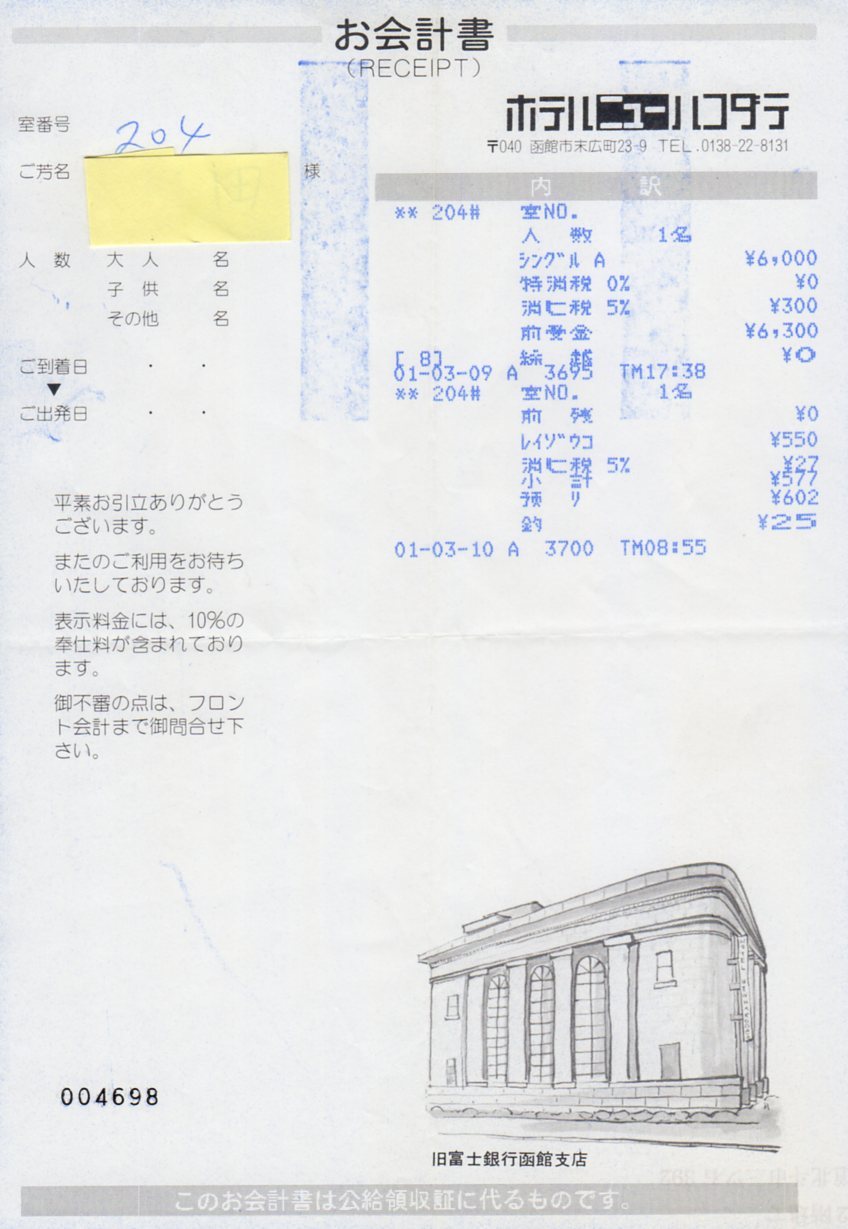 お会計書
(RECEIPT)
ホテルニューハコダテ
〒040 函館市末広町23-9 TEL.0138-22-8131
室番号 204
ご芳名 様
人 数 大 人 名
子 供 名
その他 名
ご到着日 ・ ・
▼
ご出発日 ・ ・
内 訳
** 204# 室NO.
人 数 1名
シングル A ¥6,000
特消税 0% ¥0
消ヒ税 5% ¥300
前受金 ¥6,300
[ 8] 繰 越 ¥0
01-03-09 A 3695 TM17:38
** 204# 室NO. 1名
前 残 ¥0
レイゾウコ ¥550
消ヒ税 5% ¥27
小 計 ¥577
預 リ ¥602
釣 ¥25
01-03-10 A 3700 TM08:55
平素お引立ありがとう
ございます。
またのご利用をお待ち
いたしております。
表示料金には、10%の
奉仕料が含まれており
ます。
御不審の点は、フロン
ト会計まで御問合せ下
さい。
004698
旧富士銀行函館支店
このお会計書は公給領収証に代るものです。